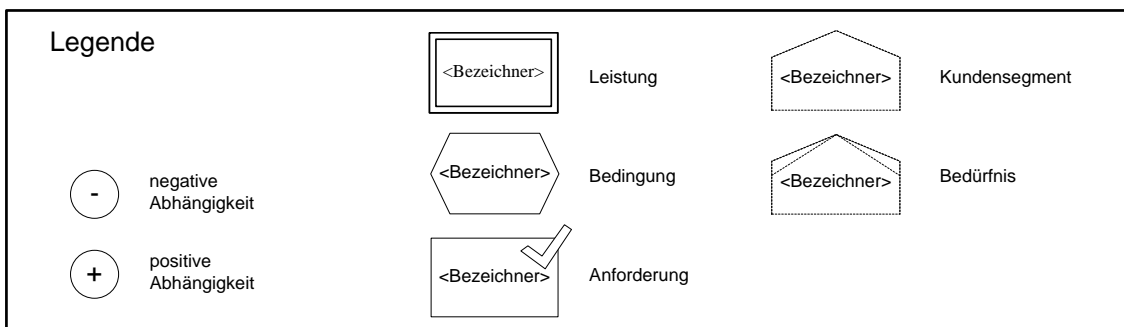 Legende
<Bezeichner>
Leistung
<Bezeichner>
Kundensegment
-
negative
Abhängigkeit
<Bezeichner>
Bedingung
<Bezeichner>
Bedürfnis
+
positive
Abhängigkeit
<Bezeichner>
Anforderung